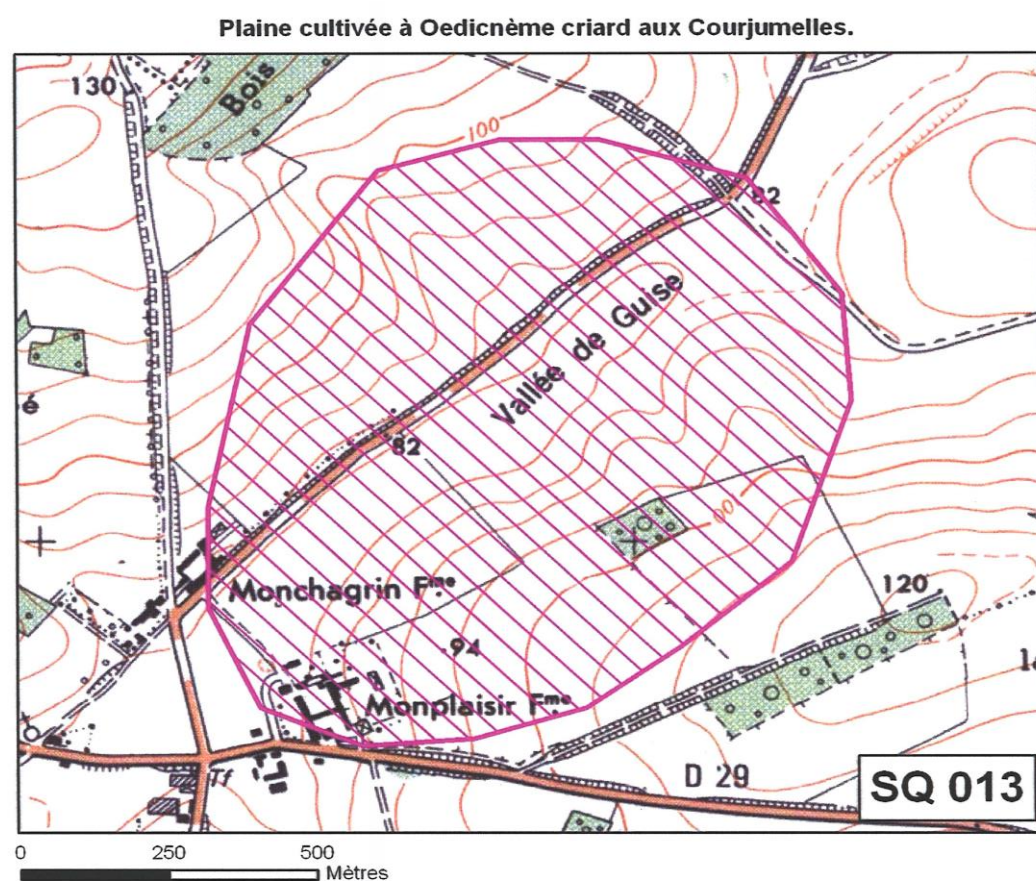 Plaine cultivée à Oedicnème criard aux Courjumelles.
130
Bois
100
82
Vallée de Guise
é
82
100
Monchagrin Fme
120
94
Monplaisir Fme
Tf
D 29
SQ 013
0 250 500
Mètres